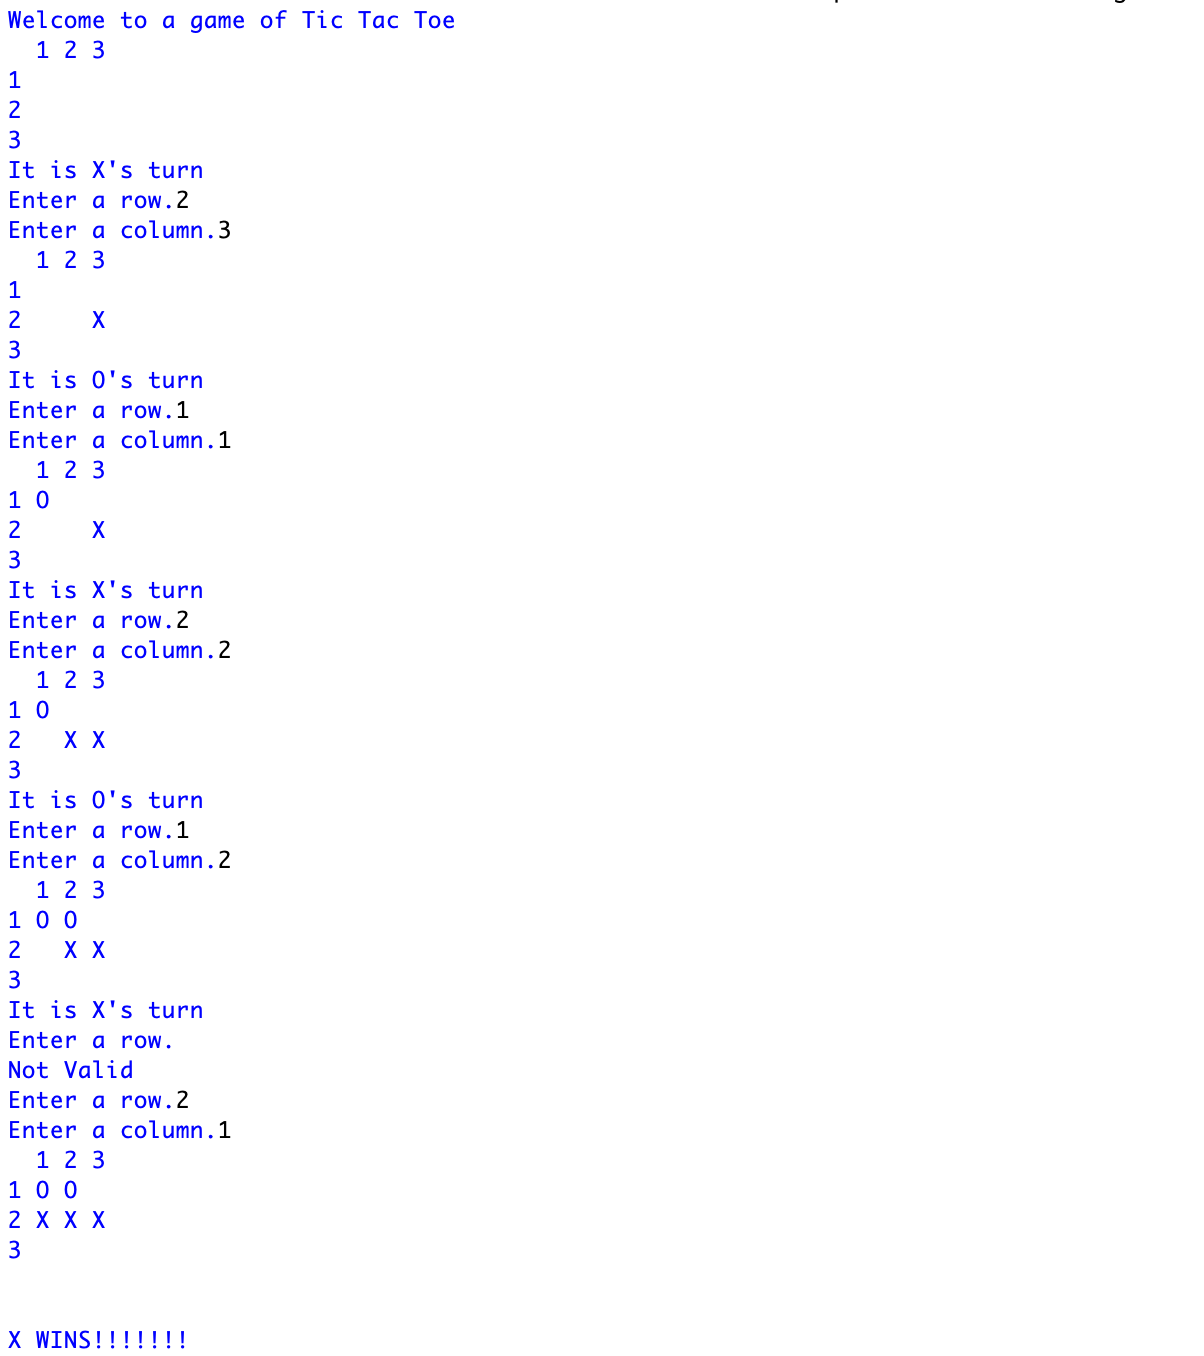 Welcome to a game of Tic Tac Toe
  1 2 3
1
2
3
It is X's turn
Enter a row.2
Enter a column.3
  1 2 3
1
2     X
3
It is O's turn
Enter a row.1
Enter a column.1
  1 2 3
1 O
2     X
3
It is X's turn
Enter a row.2
Enter a column.2
  1 2 3
1 O
2   X X
3
It is O's turn
Enter a row.1
Enter a column.2
  1 2 3
1 O O
2   X X
3
It is X's turn
Enter a row.
Not Valid
Enter a row.2
Enter a column.1
  1 2 3
1 O O
2 X X X
3
X WINS!!!!!!!